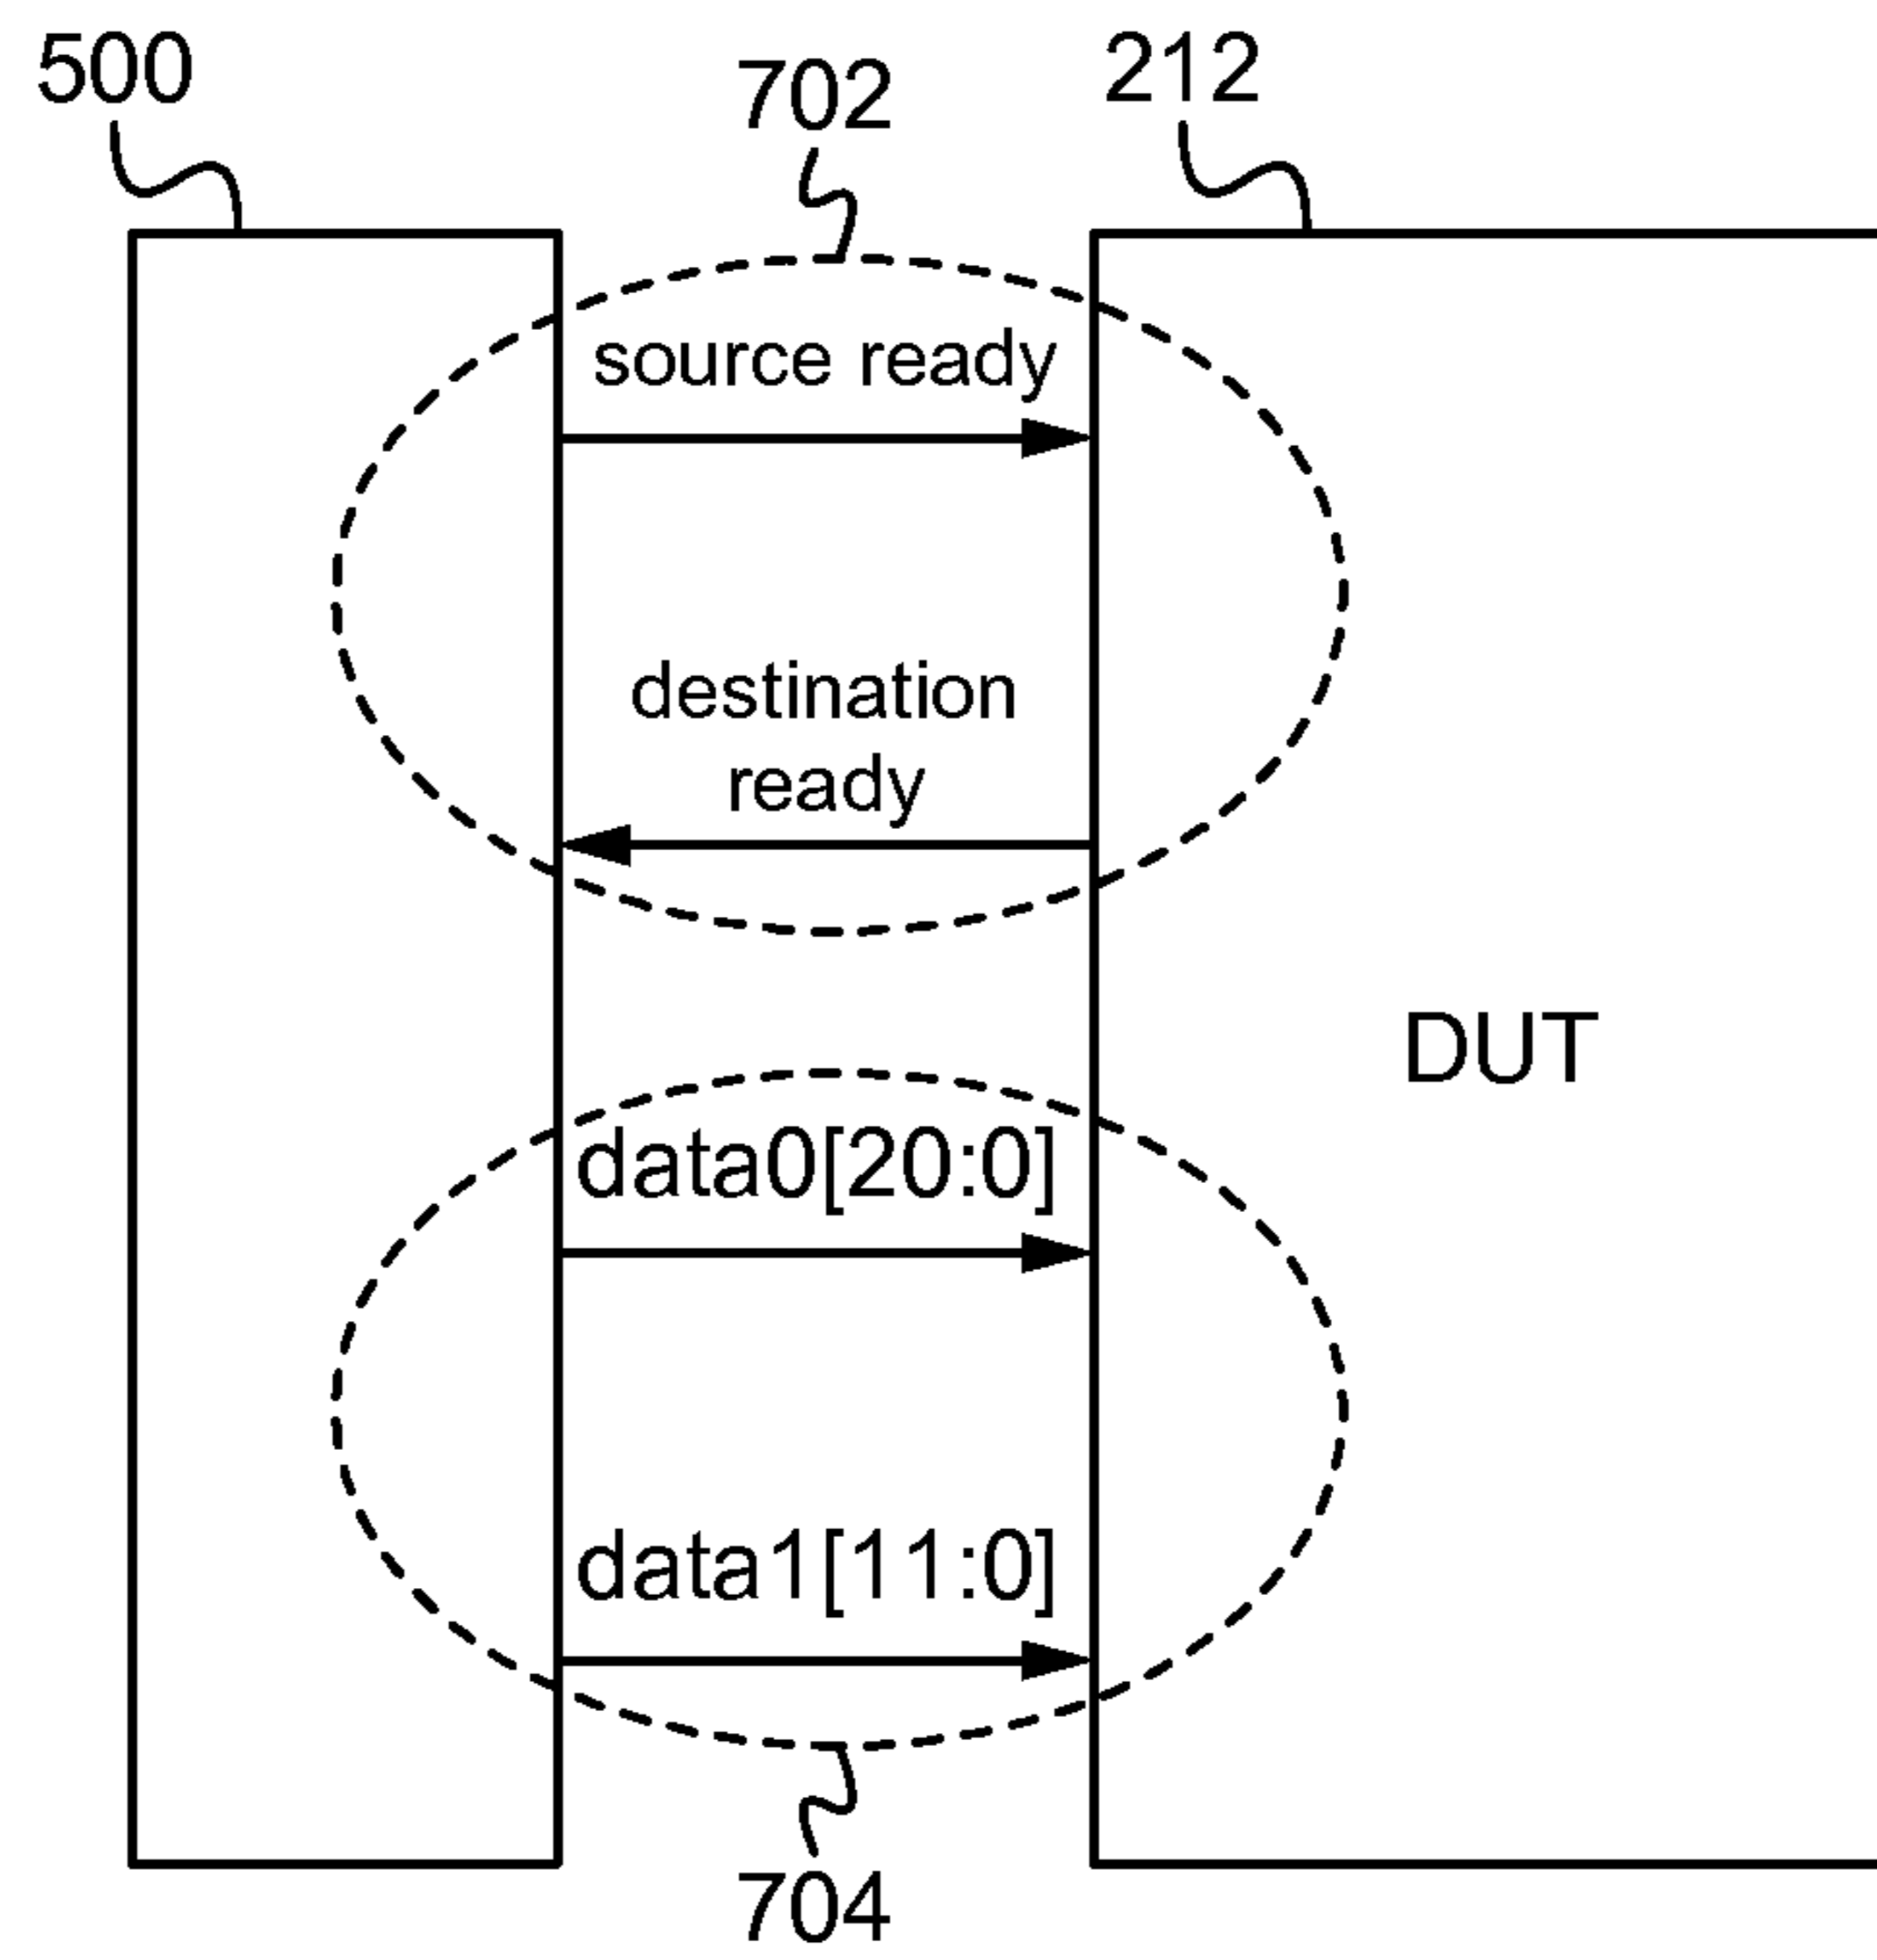 500
702
212
source ready
destination
ready
DUT
data0[20:0]
data1[11:0]
704